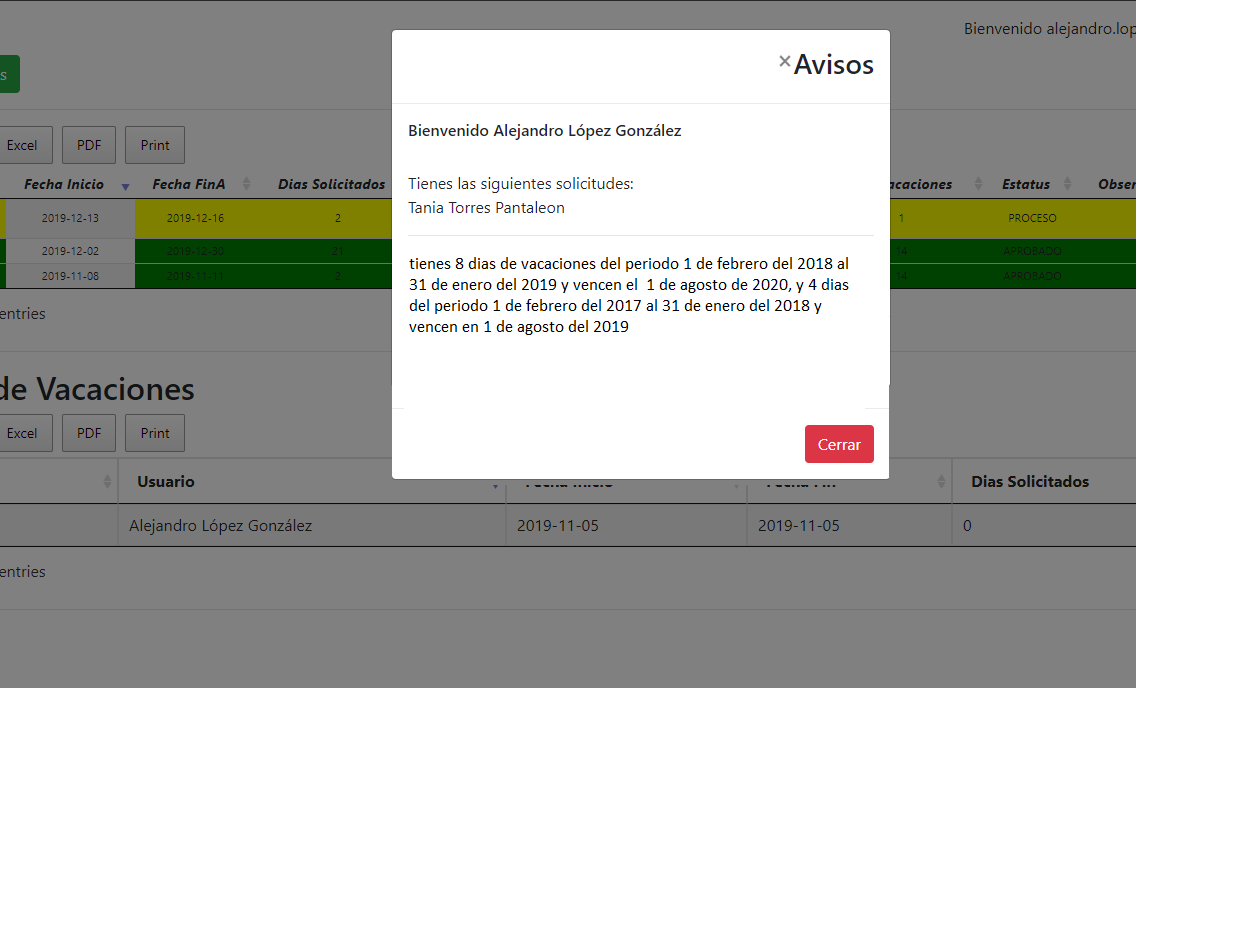 Bienvenido alejandro.lop
×Avisos
s
Bienvenido Alejandro López González
Excel PDF Print
Tienes las siguientes solicitudes:
Tania Torres Pantaleon
Fecha Inicio Fecha FinA Dias Solicitados acaciones Estatus Obser
2019-12-13 2019-12-16 2 1 PROCESO
2019-12-02 2019-12-30 21 14 APROBADO
2019-11-08 2019-11-11 2 14 APROBADO
tienes 8 dias de vacaciones del periodo 1 de febrero del 2018 al
31 de enero del 2019 y vencen el 1 de agosto de 2020, y 4 dias
del periodo 1 de febrero del 2017 al 31 de enero del 2018 y
vencen en 1 de agosto del 2019
entries
de Vacaciones
Excel PDF Print
Cerrar
Usuario Fecha Inicio Fecha Fin Dias Solicitados
Alejandro López González 2019-11-05 2019-11-05 0
entries